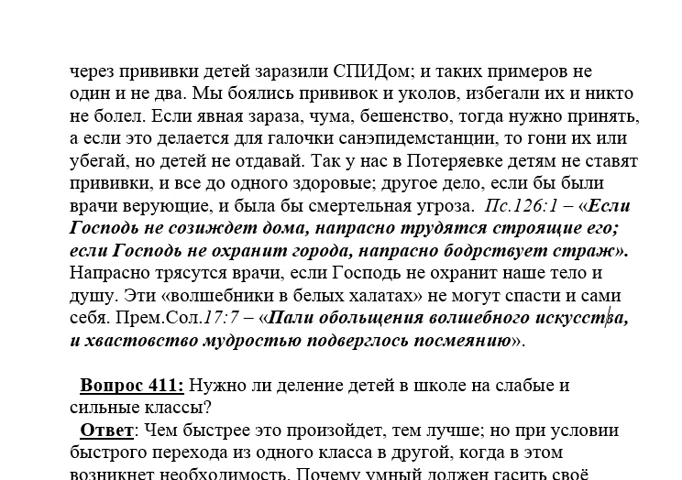 через прививки детей заразили СПИДом; и таких примеров не
один и не два. Мы боялись прививок и уколов, избегали их и никто
не болел. Если явная зараза, чума, бешенство, тогда нужно принять,
а если это делается для галочки санэпидемстанции, то гони их или
убегай, но детей не отдавай. Так у нас в Потеряевке детям не ставят
прививки, и все до одного здоровые; другое дело, если бы были
врачи верующие, и была бы смертельная угроза. Пс.126:1 – «Если
Господь не созиждет дома, напрасно трудятся строящие его;
если Господь не охранит города, напрасно бодрствует страж».
Напрасно трясутся врачи, если Господь не охранит наше тело и
душу. Эти «волшебники в белых халатах» не могут спасти и сами
себя. Прем.Сол.17:7 – «Пали обольщения волшебного искусства,
и хвастовство мудростью подверглось посмеянию».
Вопрос 411: Нужно ли деление детей в школе на слабые и
сильные классы?
Ответ: Чем быстрее это произойдет, тем лучше; но при условии
быстрого перехода из одного класса в другой, когда в этом
возникнет необходимость. Почему умный должен гасить своё